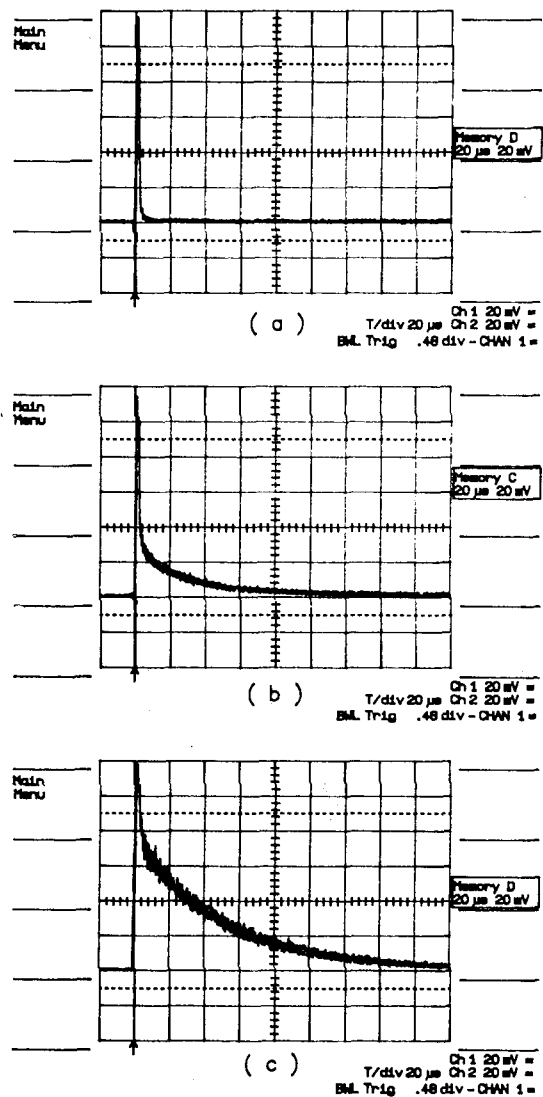 Main
Menu
Memory D
20 µs 20 mV
Ch 1 20 mV =
T/div 20 µs Ch 2 20 mV =
BWL Trig .48 div - CHAN 1 =
( a )
Main
Menu
Memory C
20 µs 20 mV
Ch 1 20 mV =
T/div 20 µs Ch 2 20 mV =
BWL Trig .48 div - CHAN 1 =
( b )
Main
Menu
Memory D
20 µs 20 mV
Ch 1 20 mV =
T/div 20 µs Ch 2 20 mV =
BWL Trig .48 div - CHAN 1 =
( c )